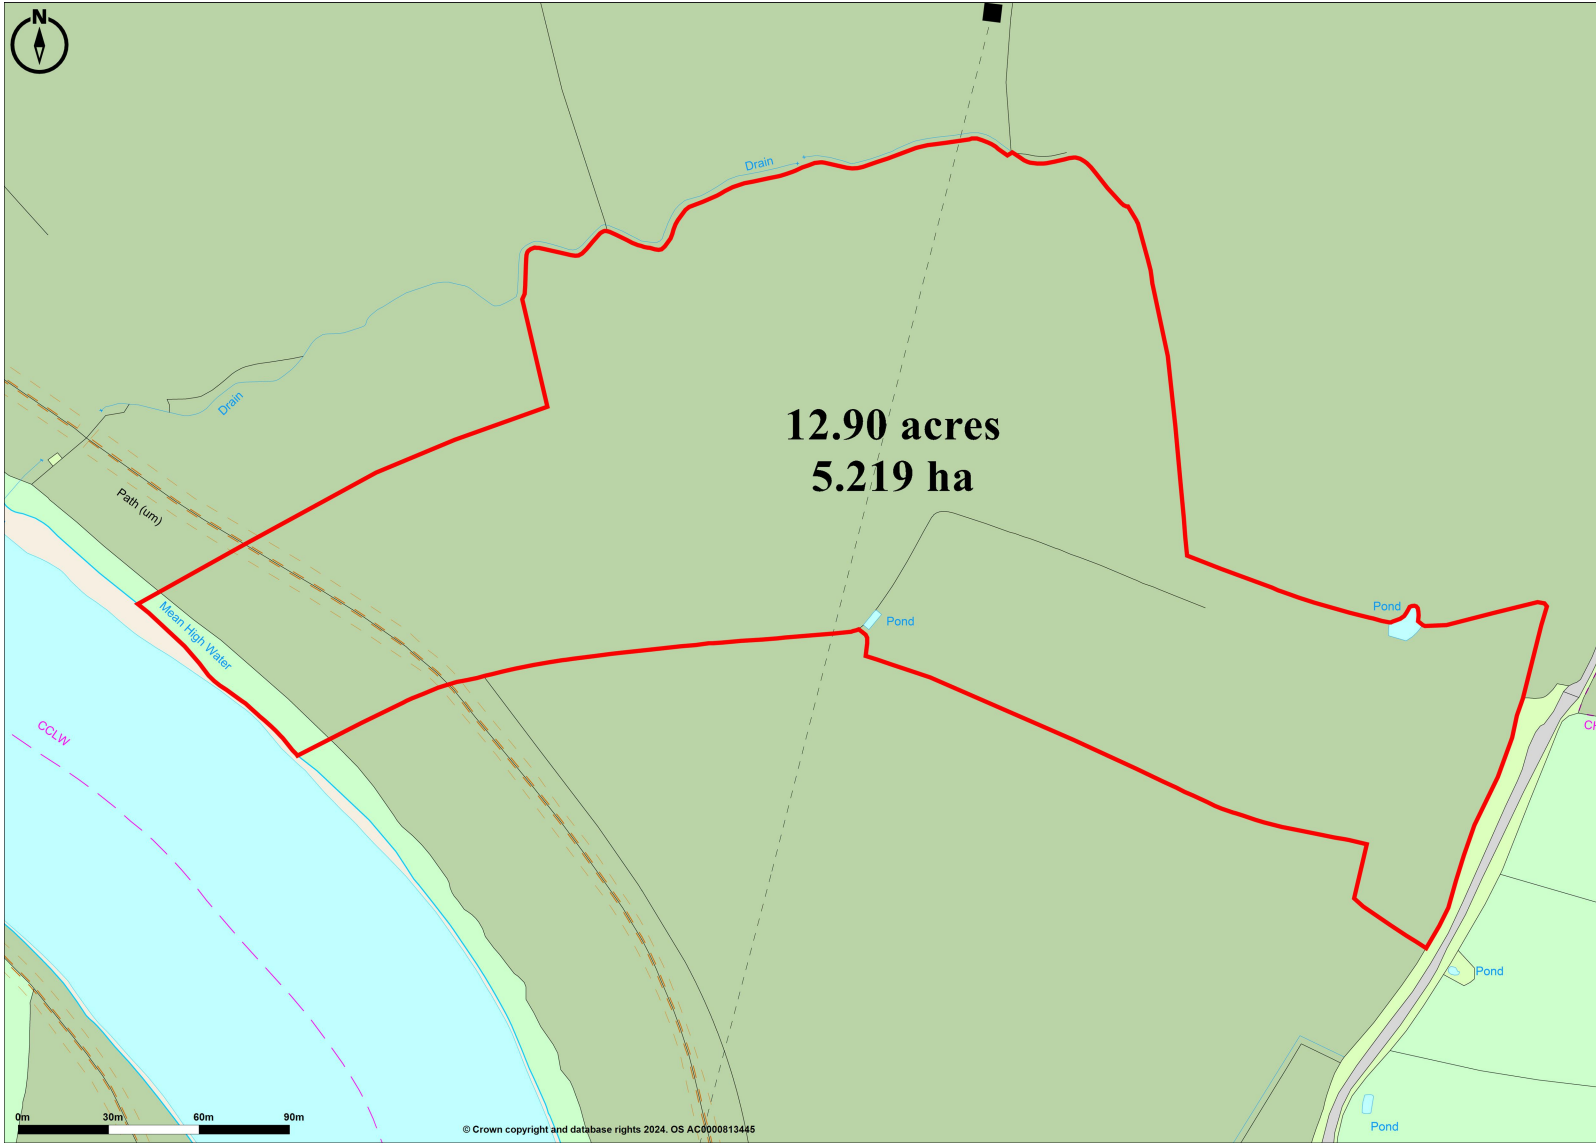 N
Drain
Drain
Path (um)
12.90 acres
5.219 ha
Mean High Water
Pond
Pond
CCLW
Pond
Pond
0m 30m 60m 90m
© Crown copyright and database rights 2024. OS AC0000813445